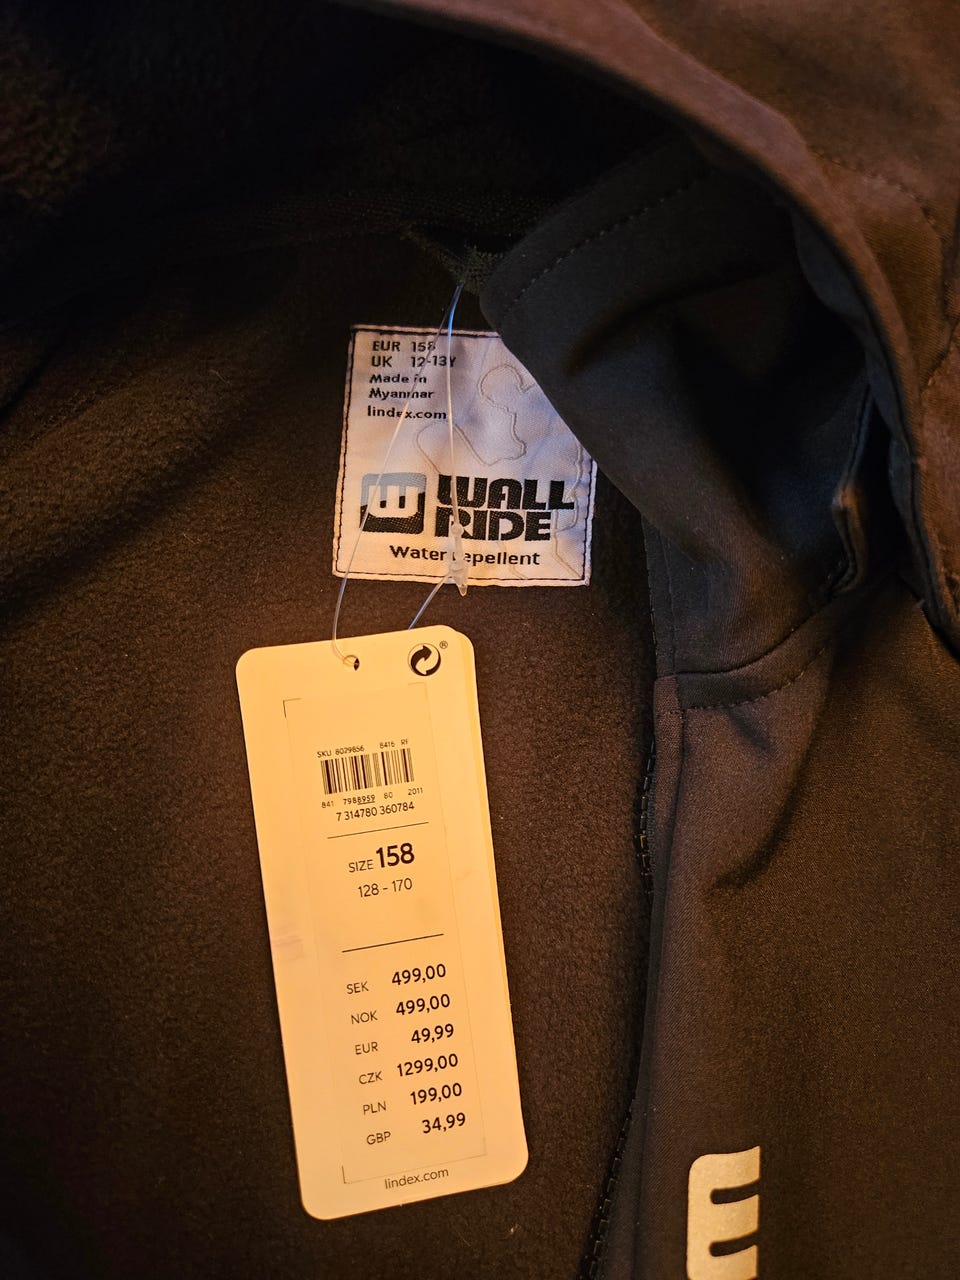 EUR 158
UK 12-13Y
Made in
Myanmar
lindex.com
WALL
RIDE
Water repellent
®
SKU 8029856 8416 RF
841 7988959 80 2011
7 314780 360784
SIZE 158
128 - 170
SEK 499,00
NOK 499,00
EUR 49,99
CZK 1299,00
PLN 199,00
GBP 34,99
lindex.com